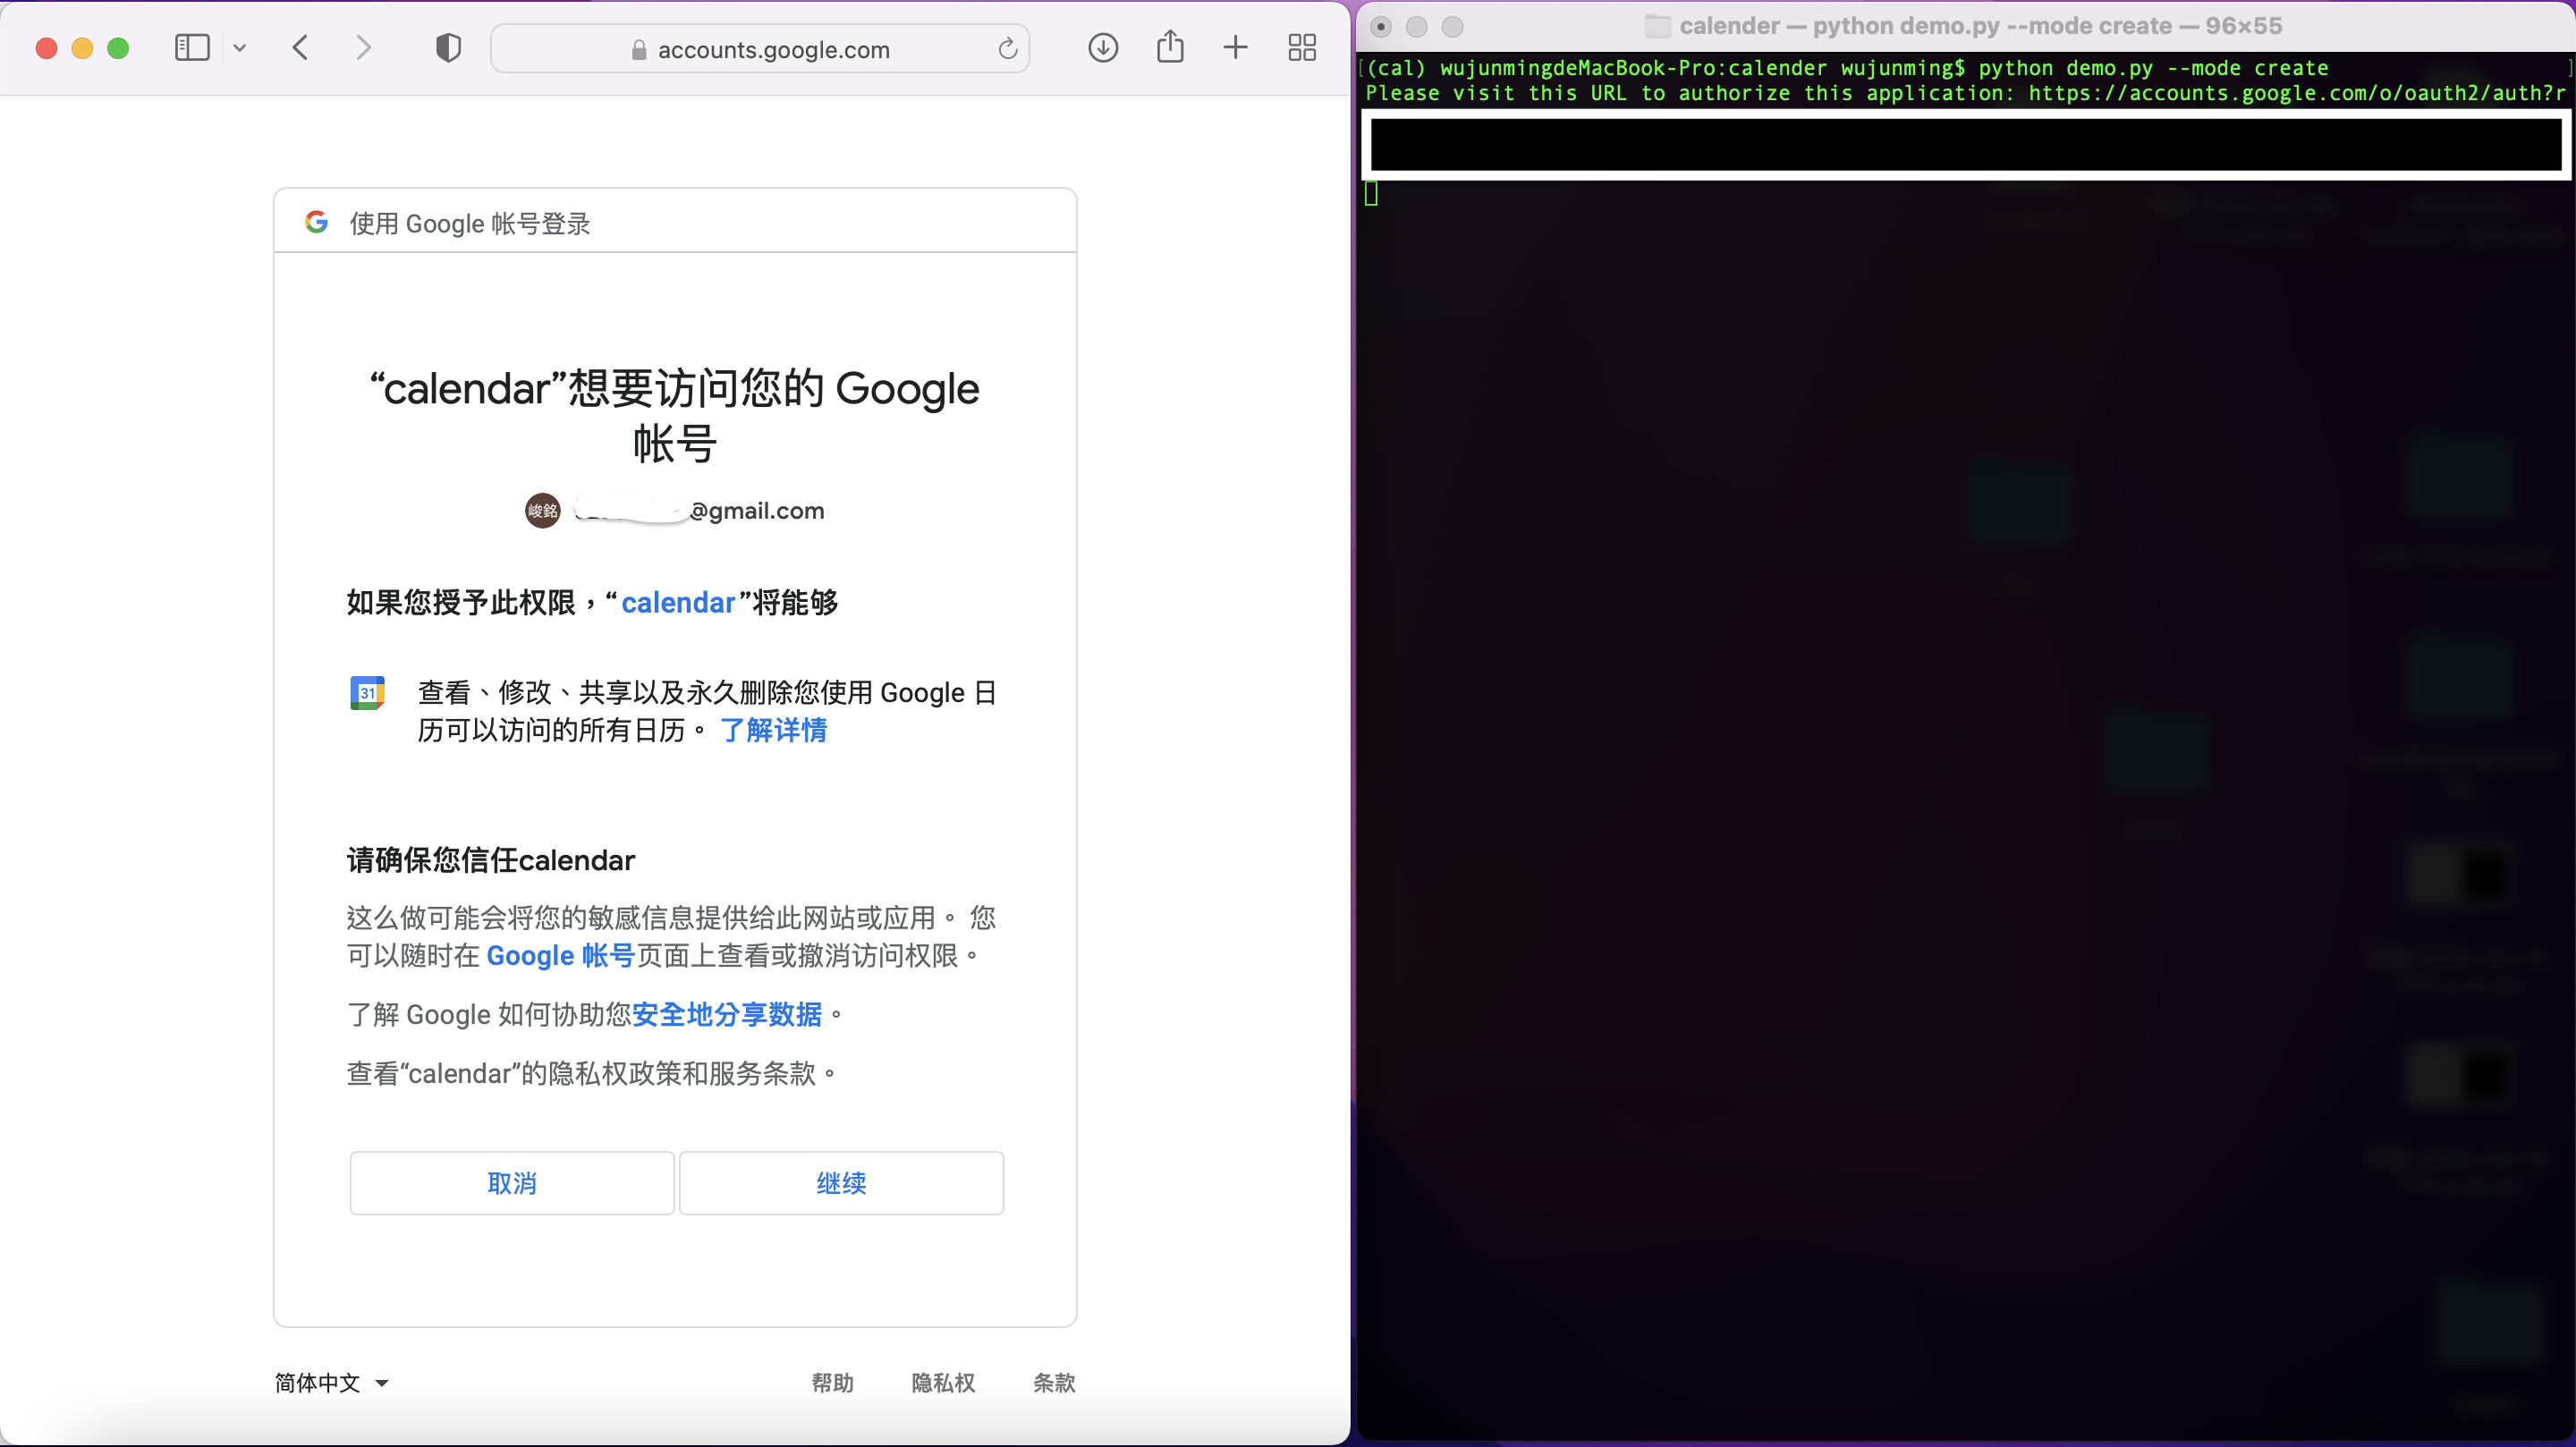 accounts.google.com
使用 Google 帐号登录
“calendar”想要访问您的 Google
帐号
峻銘
@gmail.com
如果您授予此权限，“calendar”将能够
31
查看、修改、共享以及永久删除您使用 Google 日
历可以访问的所有日历。 了解详情
请确保您信任calendar
这么做可能会将您的敏感信息提供给此网站或应用。 您
可以随时在 Google 帐号页面上查看或撤消访问权限。
了解 Google 如何协助您安全地分享数据。
查看“calendar”的隐私权政策和服务条款。
取消
继续
简体中文
帮助
隐私权
条款
calender — python demo.py --mode create — 96×55
[(cal) wujunmingdeMacBook-Pro:calender wujunming$ python demo.py --mode create ]
Please visit this URL to authorize this application: https://accounts.google.com/o/oauth2/auth?r